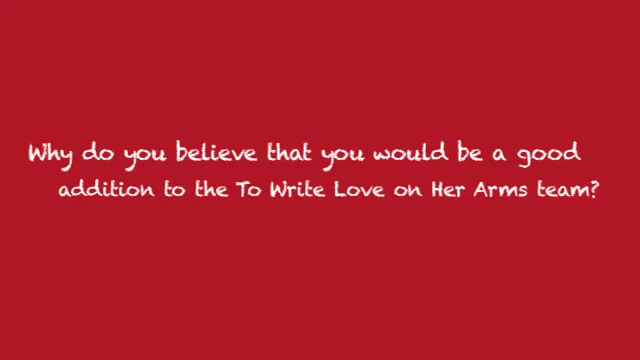 Why do you believe that you would be a good
addition to the To Write Love on Her Arms team?